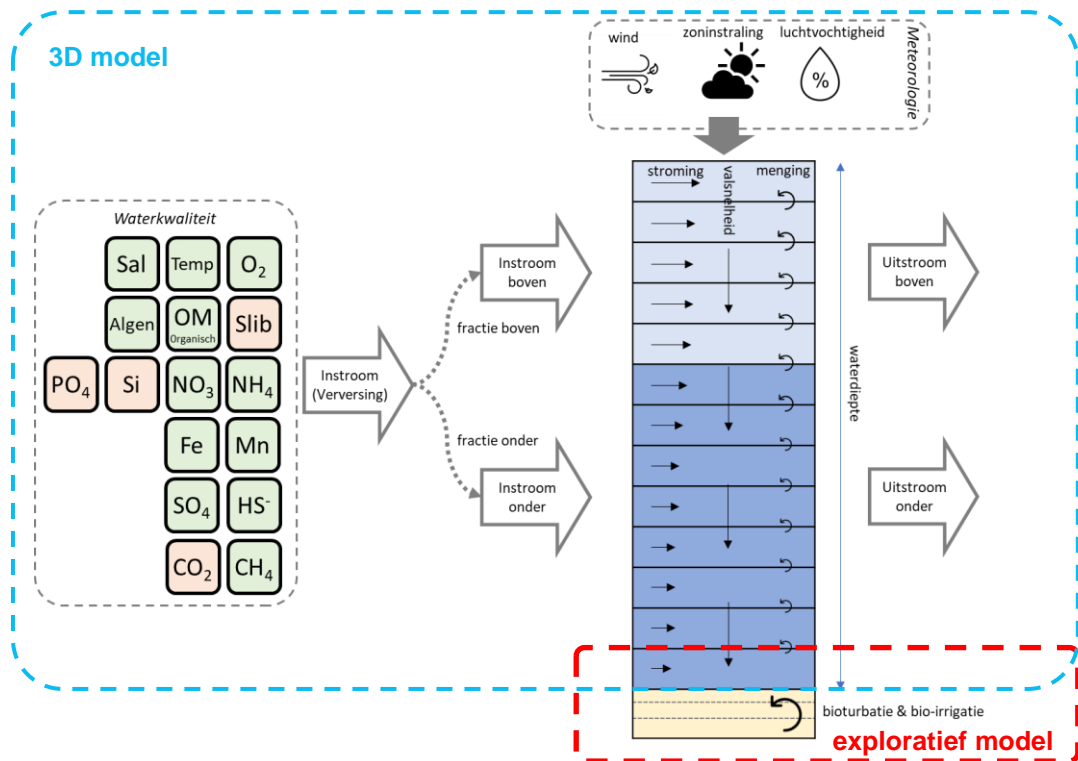 3D model
wind
zoninstraling
luchtvochtigheid
%
Meteorologie
Waterkwaliteit
Sal
Temp
O₂
Algen
OM
Organisch
Slib
PO₄
Si
NO₃
NH₄
Fe
Mn
SO₄
HS⁻
CO₂
CH₄
Instroom
(Verversing)
fractie boven
fractie onder
Instroom
boven
Instroom
onder
stroming
valsnelheid
menging
waterdiepte
Uitstroom
boven
Uitstroom
onder
bioturbatie & bio-irrigatie
exploratief model